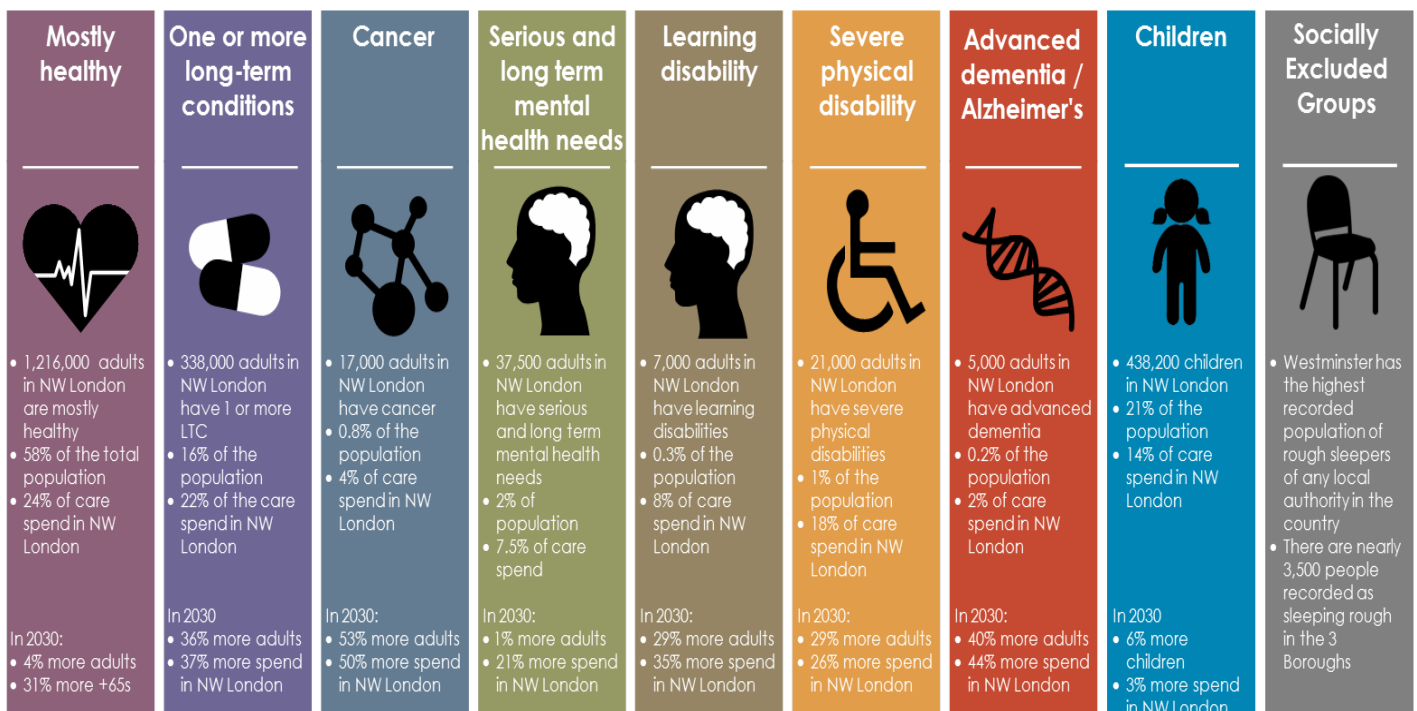 Mostly
healthy
• 1,216,000 adults
in NW London
are mostly
healthy
• 58% of the total
population
• 24% of care
spend in NW
London
In 2030:
• 4% more adults
• 31% more +65s
One or more
long-term
conditions
• 338,000 adults in
NW London
have 1 or more
LTC
• 16% of the
population
• 22% of the care
spend in NW
London
In 2030
• 36% more adults
• 37% more spend
in NW London
Cancer
• 17,000 adults in
NW London
have cancer
• 0.8% of the
population
• 4% of care
spend in NW
London
In 2030:
• 53% more adults
• 50% more spend
in NW London
Serious and
long term
mental
health needs
• 37,500 adults in
NW London
have serious
and long term
mental health
needs
• 2% of
population
• 7.5% of care
spend
In 2030:
• 1% more adults
• 21% more spend
in NW London
Learning
disability
• 7,000 adults in
NW London
have learning
disabilities
• 0.3% of the
population
• 8% of care
spend in NW
London
In 2030:
• 29% more adults
• 35% more spend
in NW London
Severe
physical
disability
• 21,000 adults in
NW London
have severe
physical
disabilities
• 1% of the
population
• 18% of care
spend in NW
London
In 2030:
• 29% more adults
• 26% more spend
in NW London
Advanced
dementia /
Alzheimer's
• 5,000 adults in
NW London
have advanced
dementia
• 0.2% of the
population
• 2% of care
spend in NW
London
In 2030:
• 40% more adults
• 44% more spend
in NW London
Children
• 438,200 children
in NW London
• 21% of the
population
• 14% of care
spend in NW
London
In 2030
• 6% more
children
• 3% more spend
in NW London
Socially
Excluded
Groups
• Westminster has
the highest
recorded
population of
rough sleepers
of any local
authority in the
country
• There are nearly
3,500 people
recorded as
sleeping rough
in the 3
Boroughs